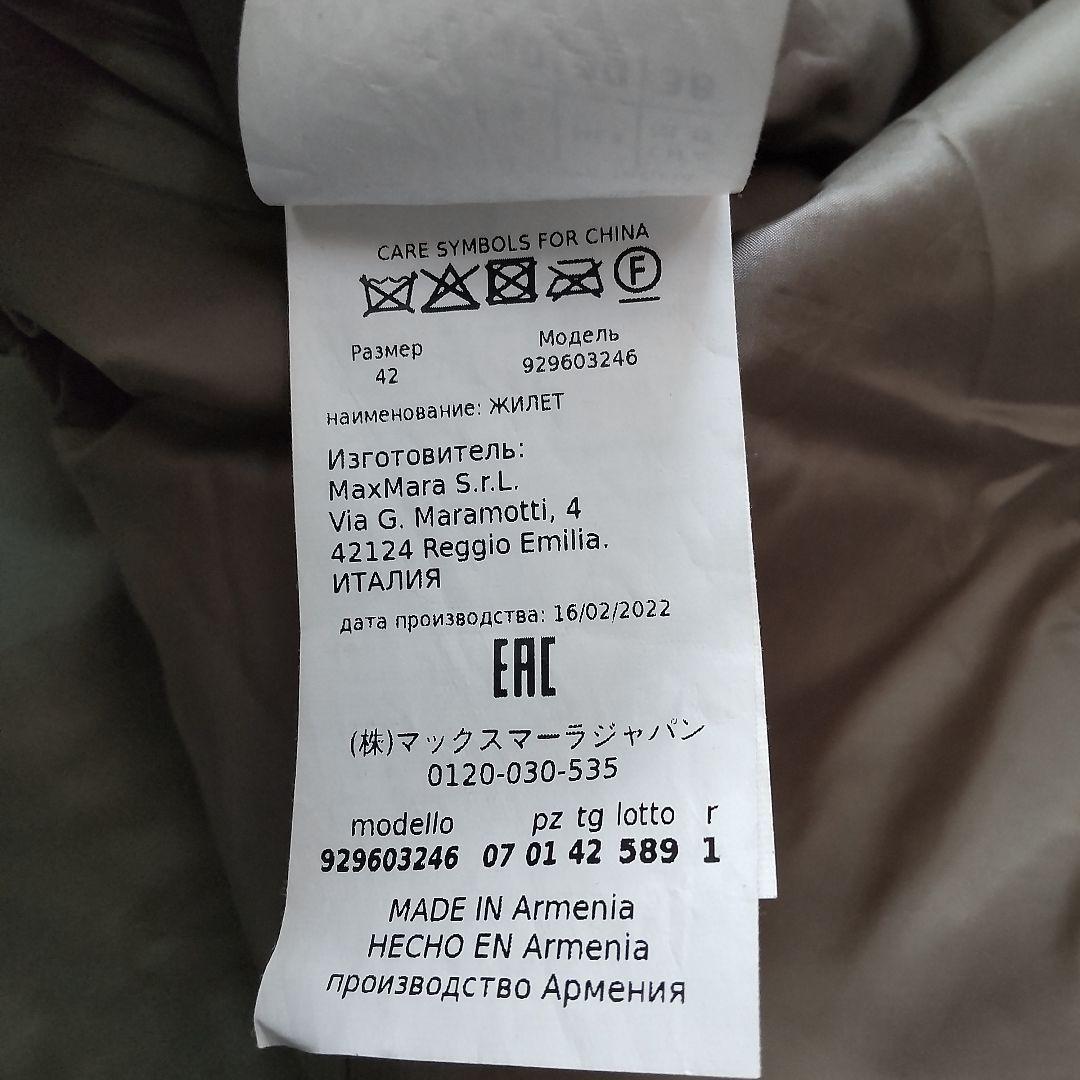 CARE SYMBOLS FOR CHINA
F
Размер Модель
42 929603246
наименование: ЖИЛЕТ
Изготовитель:
MaxMara S.r.L.
Via G. Maramotti, 4
42124 Reggio Emilia.
ИТАЛИЯ
дата производства: 16/02/2022
EAC
(株)マックスマーラジャパン
0120-030-535
modello pz tg lotto r
929603246 07 01 42 589 1
MADE IN Armenia
HECHO EN Armenia
производство Армения